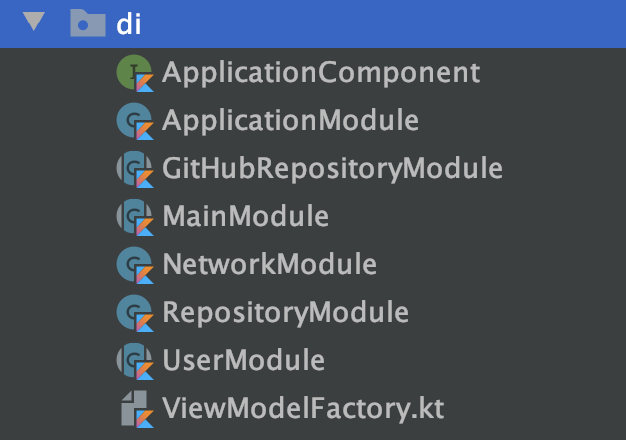 di
ApplicationComponent
ApplicationModule
GitHubRepositoryModule
MainModule
NetworkModule
RepositoryModule
UserModule
ViewModelFactory.kt